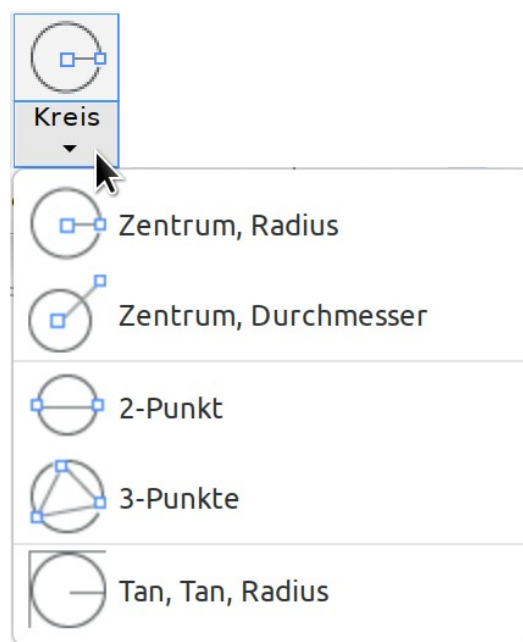 Kreis
Zentrum, Radius
Zentrum, Durchmesser
2-Punkt
3-Punkte
Tan, Tan, Radius